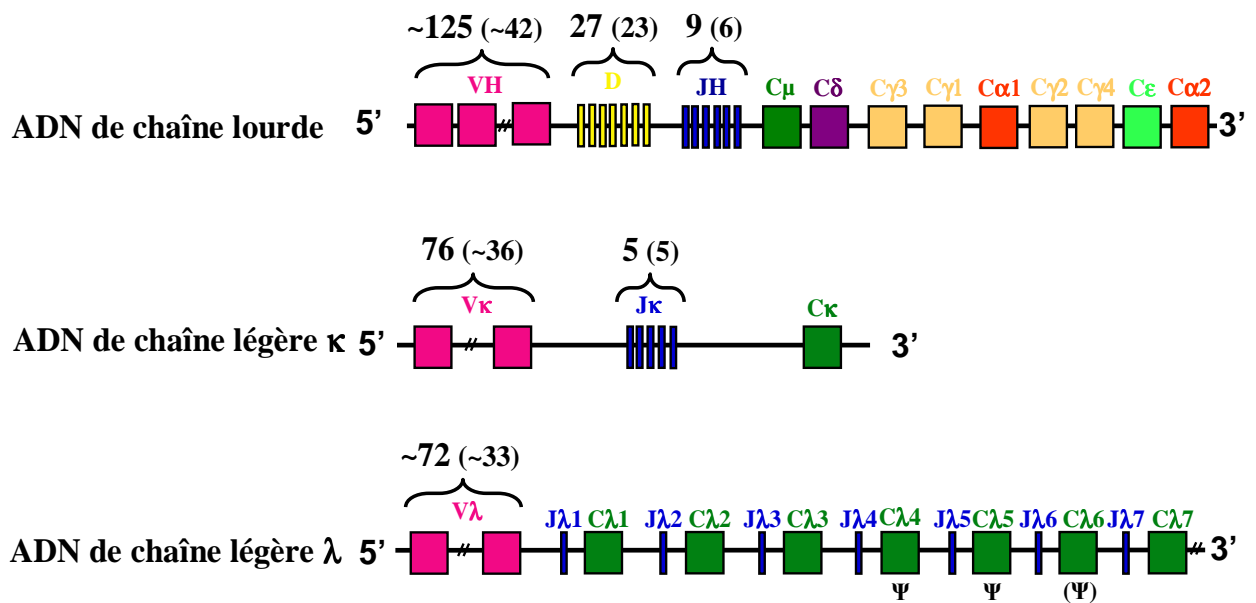 ~125 (~42) 27 (23) 9 (6)
VH D JH Cμ Cδ Cγ3 Cγ1 Cα1 Cγ2 Cγ4 Cε Cα2
ADN de chaîne lourde 5’ 3’
76 (~36) 5 (5)
Vκ Jκ Cκ
ADN de chaîne légère κ 5’ 3’
~72 (~33)
Vλ Jλ1 Cλ1 Jλ2 Cλ2 Jλ3 Cλ3 Jλ4 Cλ4 Jλ5 Cλ5 Jλ6 Cλ6 Jλ7 Cλ7
ADN de chaîne légère λ 5’ 3’
Ψ Ψ (Ψ)